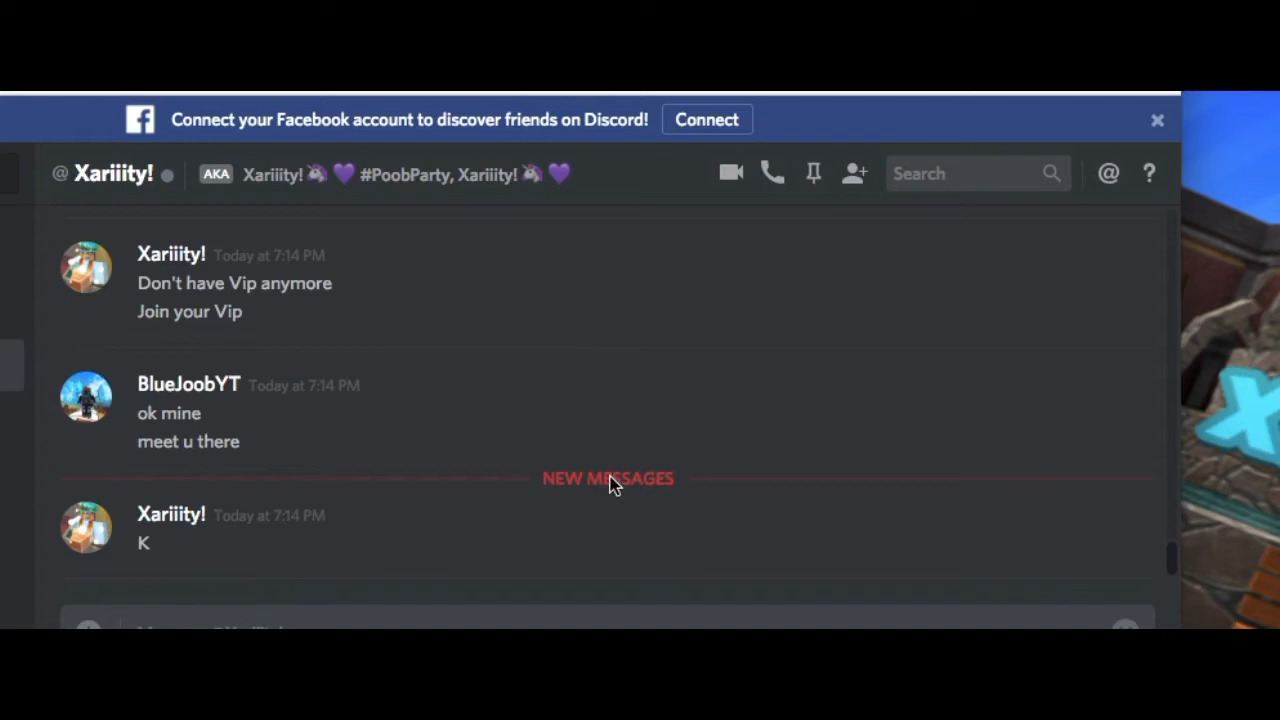 Connect your Facebook account to discover friends on Discord! Connect
@ Xariiity! AKA Xariiity!🦄💜 #PoobParty, Xariiity!🦄💜 Search @ ?
Xariiity! Today at 7:14 PM
Don't have Vip anymore
Join your Vip
BlueJoobYT Today at 7:14 PM
ok mine
meet u there
NEW MESSAGES
Xariiity! Today at 7:14 PM
K